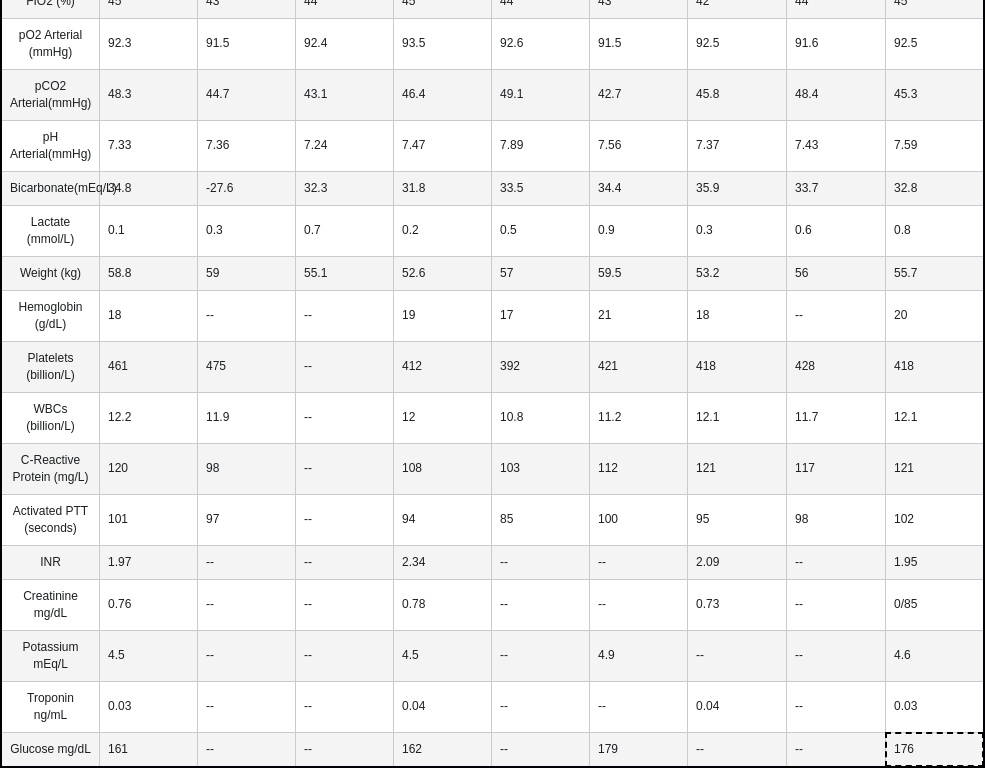 FiO2 (%) 45 43 44 45 44 43 42 44 45
pO2 Arterial
(mmHg) 92.3 91.5 92.4 93.5 92.6 91.5 92.5 91.6 92.5
pCO2
Arterial(mmHg) 48.3 44.7 43.1 46.4 49.1 42.7 45.8 48.4 45.3
pH
Arterial(mmHg) 7.33 7.36 7.24 7.47 7.89 7.56 7.37 7.43 7.59
Bicarbonate(mEq/L) 34.8 -27.6 32.3 31.8 33.5 34.4 35.9 33.7 32.8
Lactate
(mmol/L) 0.1 0.3 0.7 0.2 0.5 0.9 0.3 0.6 0.8
Weight (kg) 58.8 59 55.1 52.6 57 59.5 53.2 56 55.7
Hemoglobin
(g/dL) 18 -- -- 19 17 21 18 -- 20
Platelets
(billion/L) 461 475 -- 412 392 421 418 428 418
WBCs
(billion/L) 12.2 11.9 -- 12 10.8 11.2 12.1 11.7 12.1
C-Reactive
Protein (mg/L) 120 98 -- 108 103 112 121 117 121
Activated PTT
(seconds) 101 97 -- 94 85 100 95 98 102
INR 1.97 -- -- 2.34 -- -- 2.09 -- 1.95
Creatinine
mg/dL 0.76 -- -- 0.78 -- -- 0.73 -- 0/85
Potassium
mEq/L 4.5 -- -- 4.5 -- 4.9 -- -- 4.6
Troponin
ng/mL 0.03 -- -- 0.04 -- -- 0.04 -- 0.03
Glucose mg/dL 161 -- -- 162 -- 179 -- -- 176